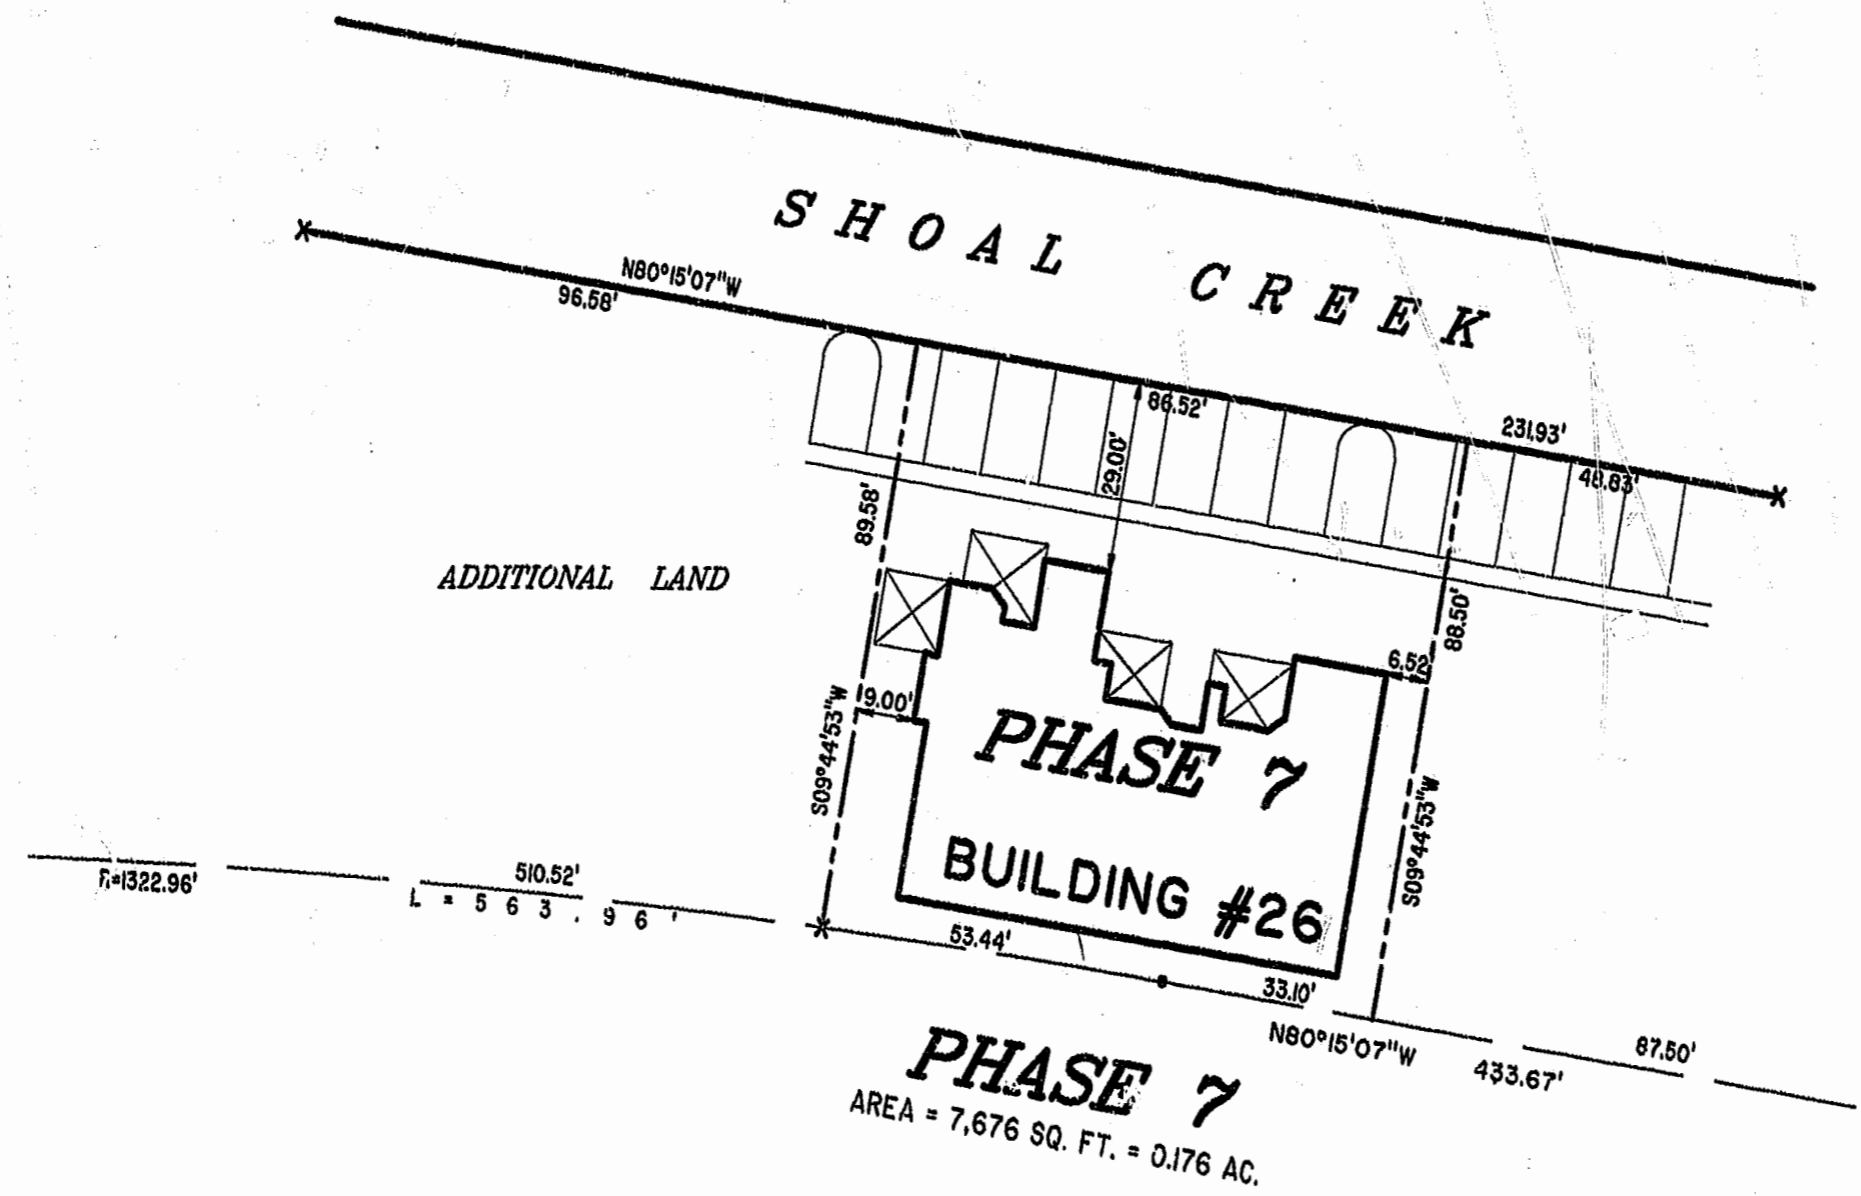 SHOAL CREEK
N80°15'07"W
96.58'
86.52'
231.93'
48.83'
29.00'
89.58'
88.50'
ADDITIONAL LAND
6.52
9.00'
S09°44'53"W
PHASE 7
S09°44'53"W
BUILDING #26
R=1322.96'
510.52'
L = 563.96'
53.44'
33.10'
N80°15'07"W
87.50'
433.67'
PHASE 7
AREA = 7,676 SQ. FT. = 0.176 AC.